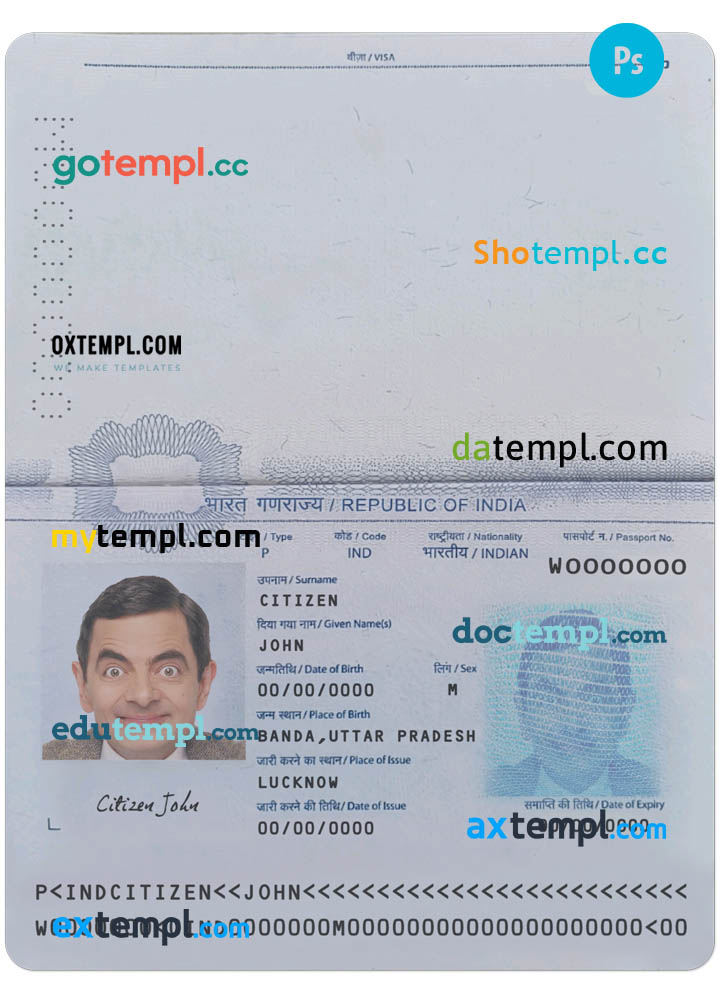 वीज़ा / VISA
Ps
gotempl.cc
Shotempl.cc
OXTEMPL.COM
WE MAKE TEMPLATES
datempl.com
भारत गणराज्य / REPUBLIC OF INDIA
mytempl.com
/ Type कोड / Code राष्ट्रीयता / Nationality पासपोर्ट न. / Passport No.
P IND भारतीय / INDIAN W0000000
उपनाम / Surname
CITIZEN
दिया गया नाम / Given Name(s)
JOHN
doctempl.com
जन्मतिथि / Date of Birth लिंग / Sex
00/00/0000 M
जन्म स्थान / Place of Birth
edutempl.com
BANDA,UTTAR PRADESH
जारी करने का स्थान / Place of Issue
LUCKNOW
Citizen John
जारी करने की तिथि / Date of Issue समाप्ति की तिथि / Date of Expiry
00/00/0000 00/00/0000
axtempl.com
P<INDCITIZEN<<JOHN<<<<<<<<<<<<<<<<<<<<<<<<<<
extempl.com